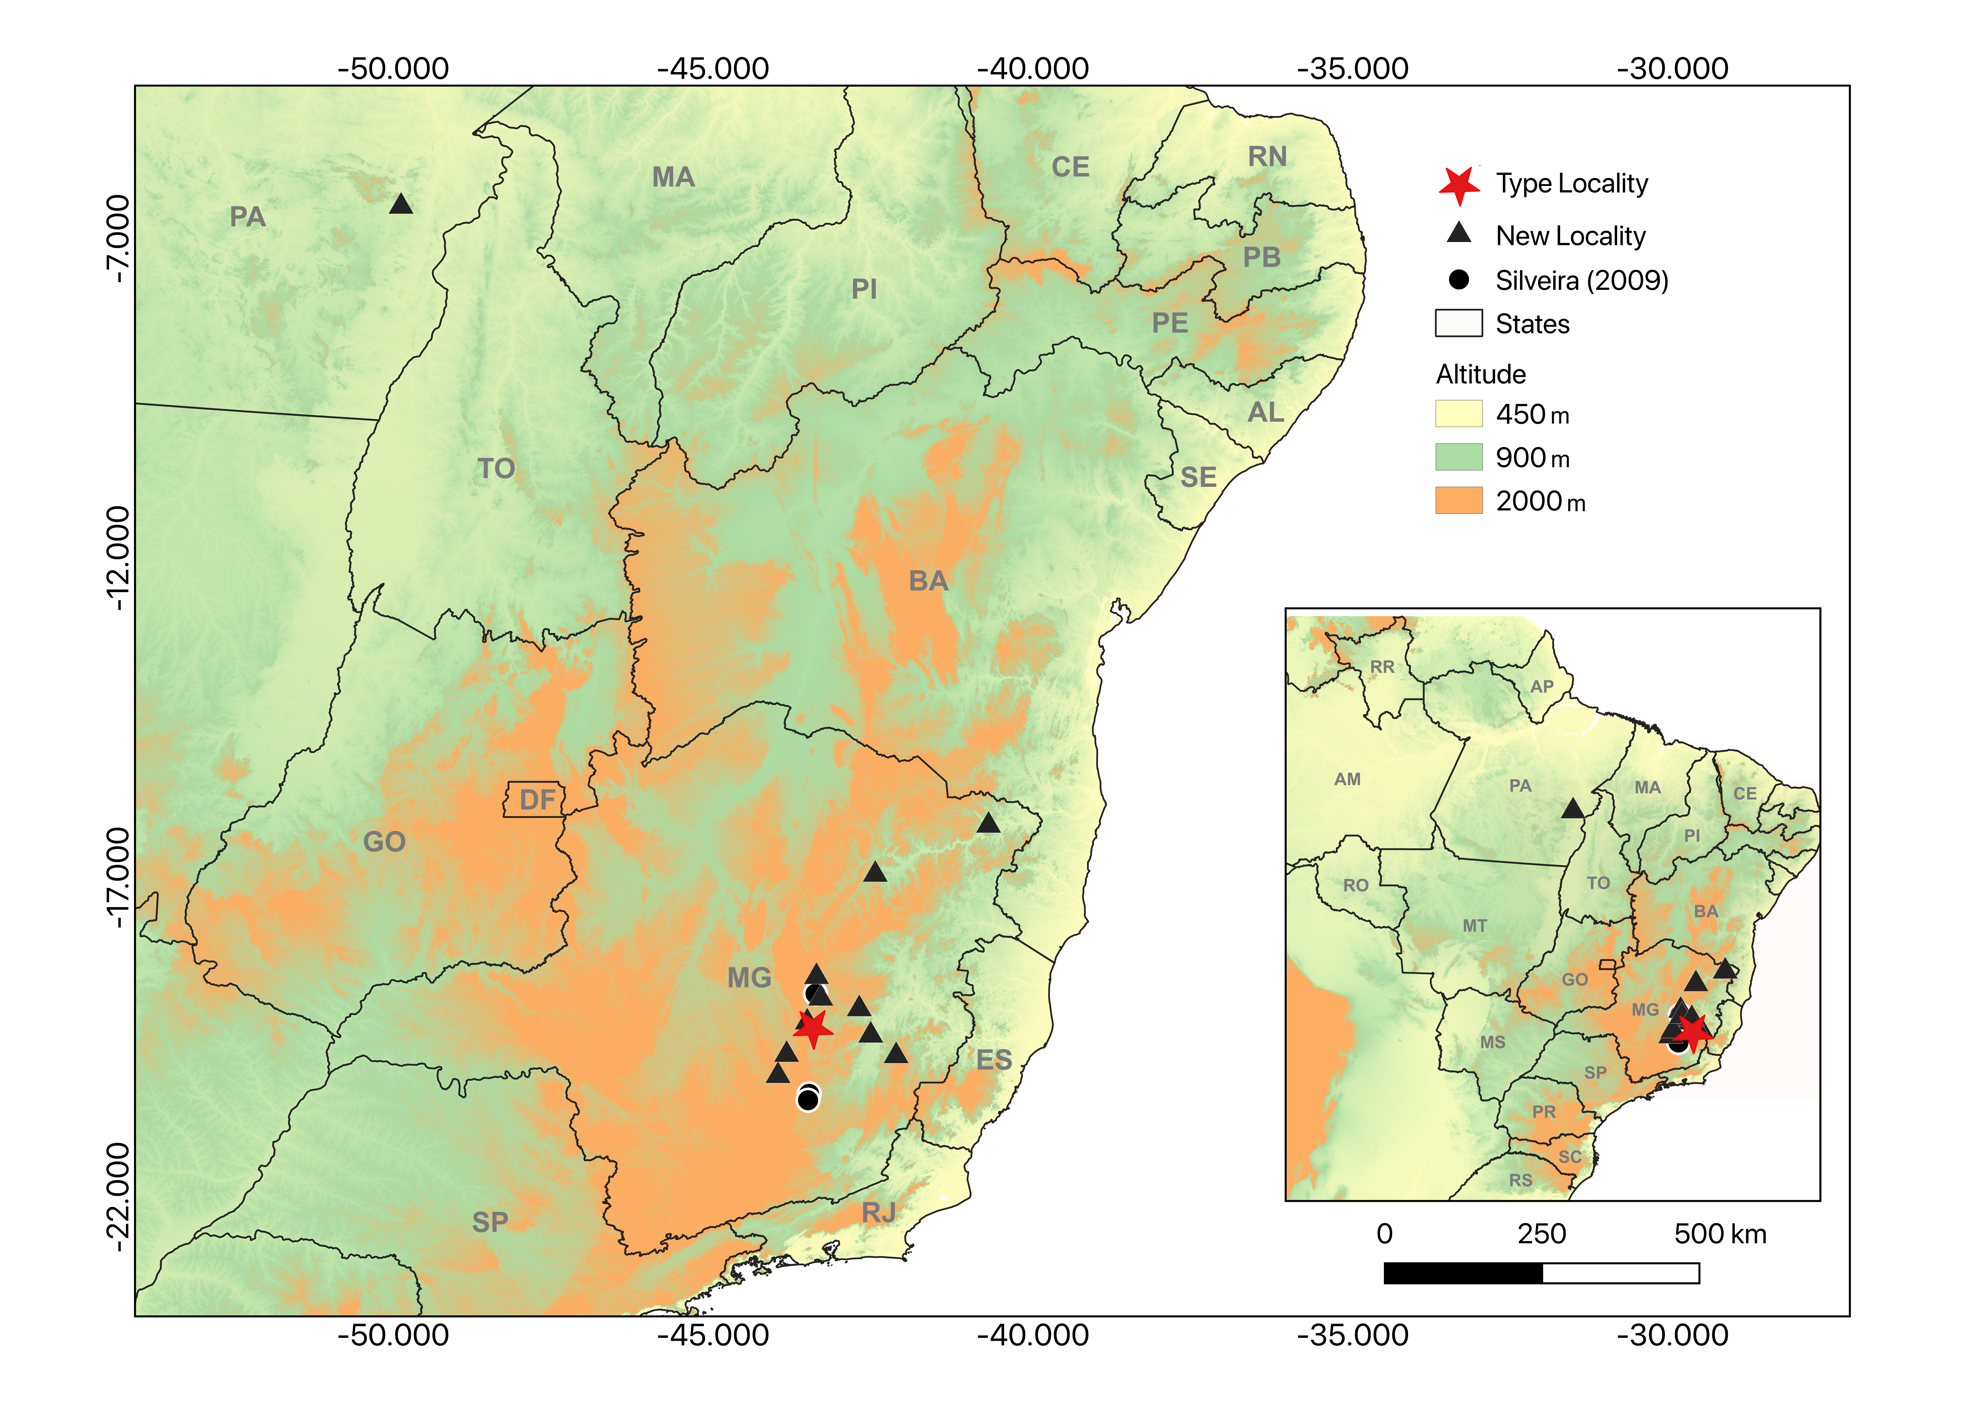 -50.000 -45.000 -40.000 -35.000 -30.000
-7.000
-12.000
-17.000
-22.000
PA
MA
CE
RN
PB
PI
PE
AL
SE
TO
BA
DF
GO
MG
ES
SP
RJ
Type Locality
New Locality
Silveira (2009)
States
Altitude
450 m
900 m
2000 m
RR
AP
AM
PA
MA
CE
PI
RO
TO
MT
BA
GO
MG
MS
SP
PR
SC
RS
0 250 500 km
-50.000 -45.000 -40.000 -35.000 -30.000